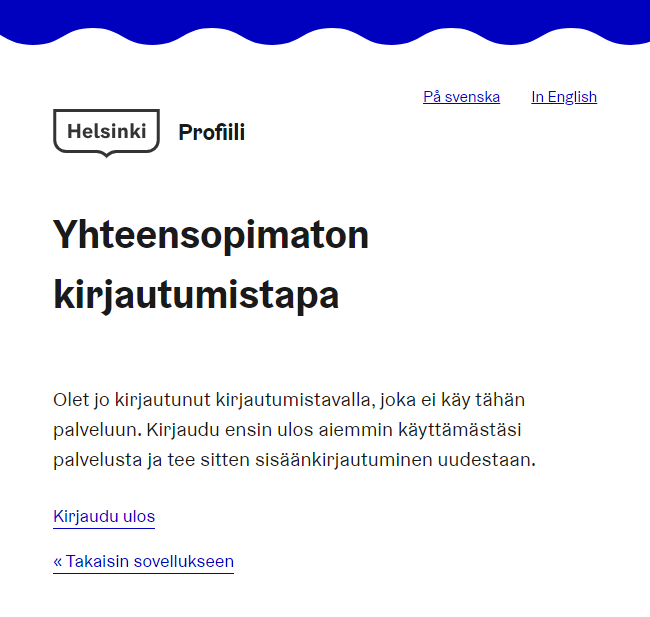 På svenska In English
Helsinki Profiili
Yhteensopimaton
kirjautumistapa
Olet jo kirjautunut kirjautumistavalla, joka ei käy tähän
palveluun. Kirjaudu ensin ulos aiemmin käyttämästäsi
palvelusta ja tee sitten sisäänkirjautuminen uudestaan.
Kirjaudu ulos
« Takaisin sovellukseen